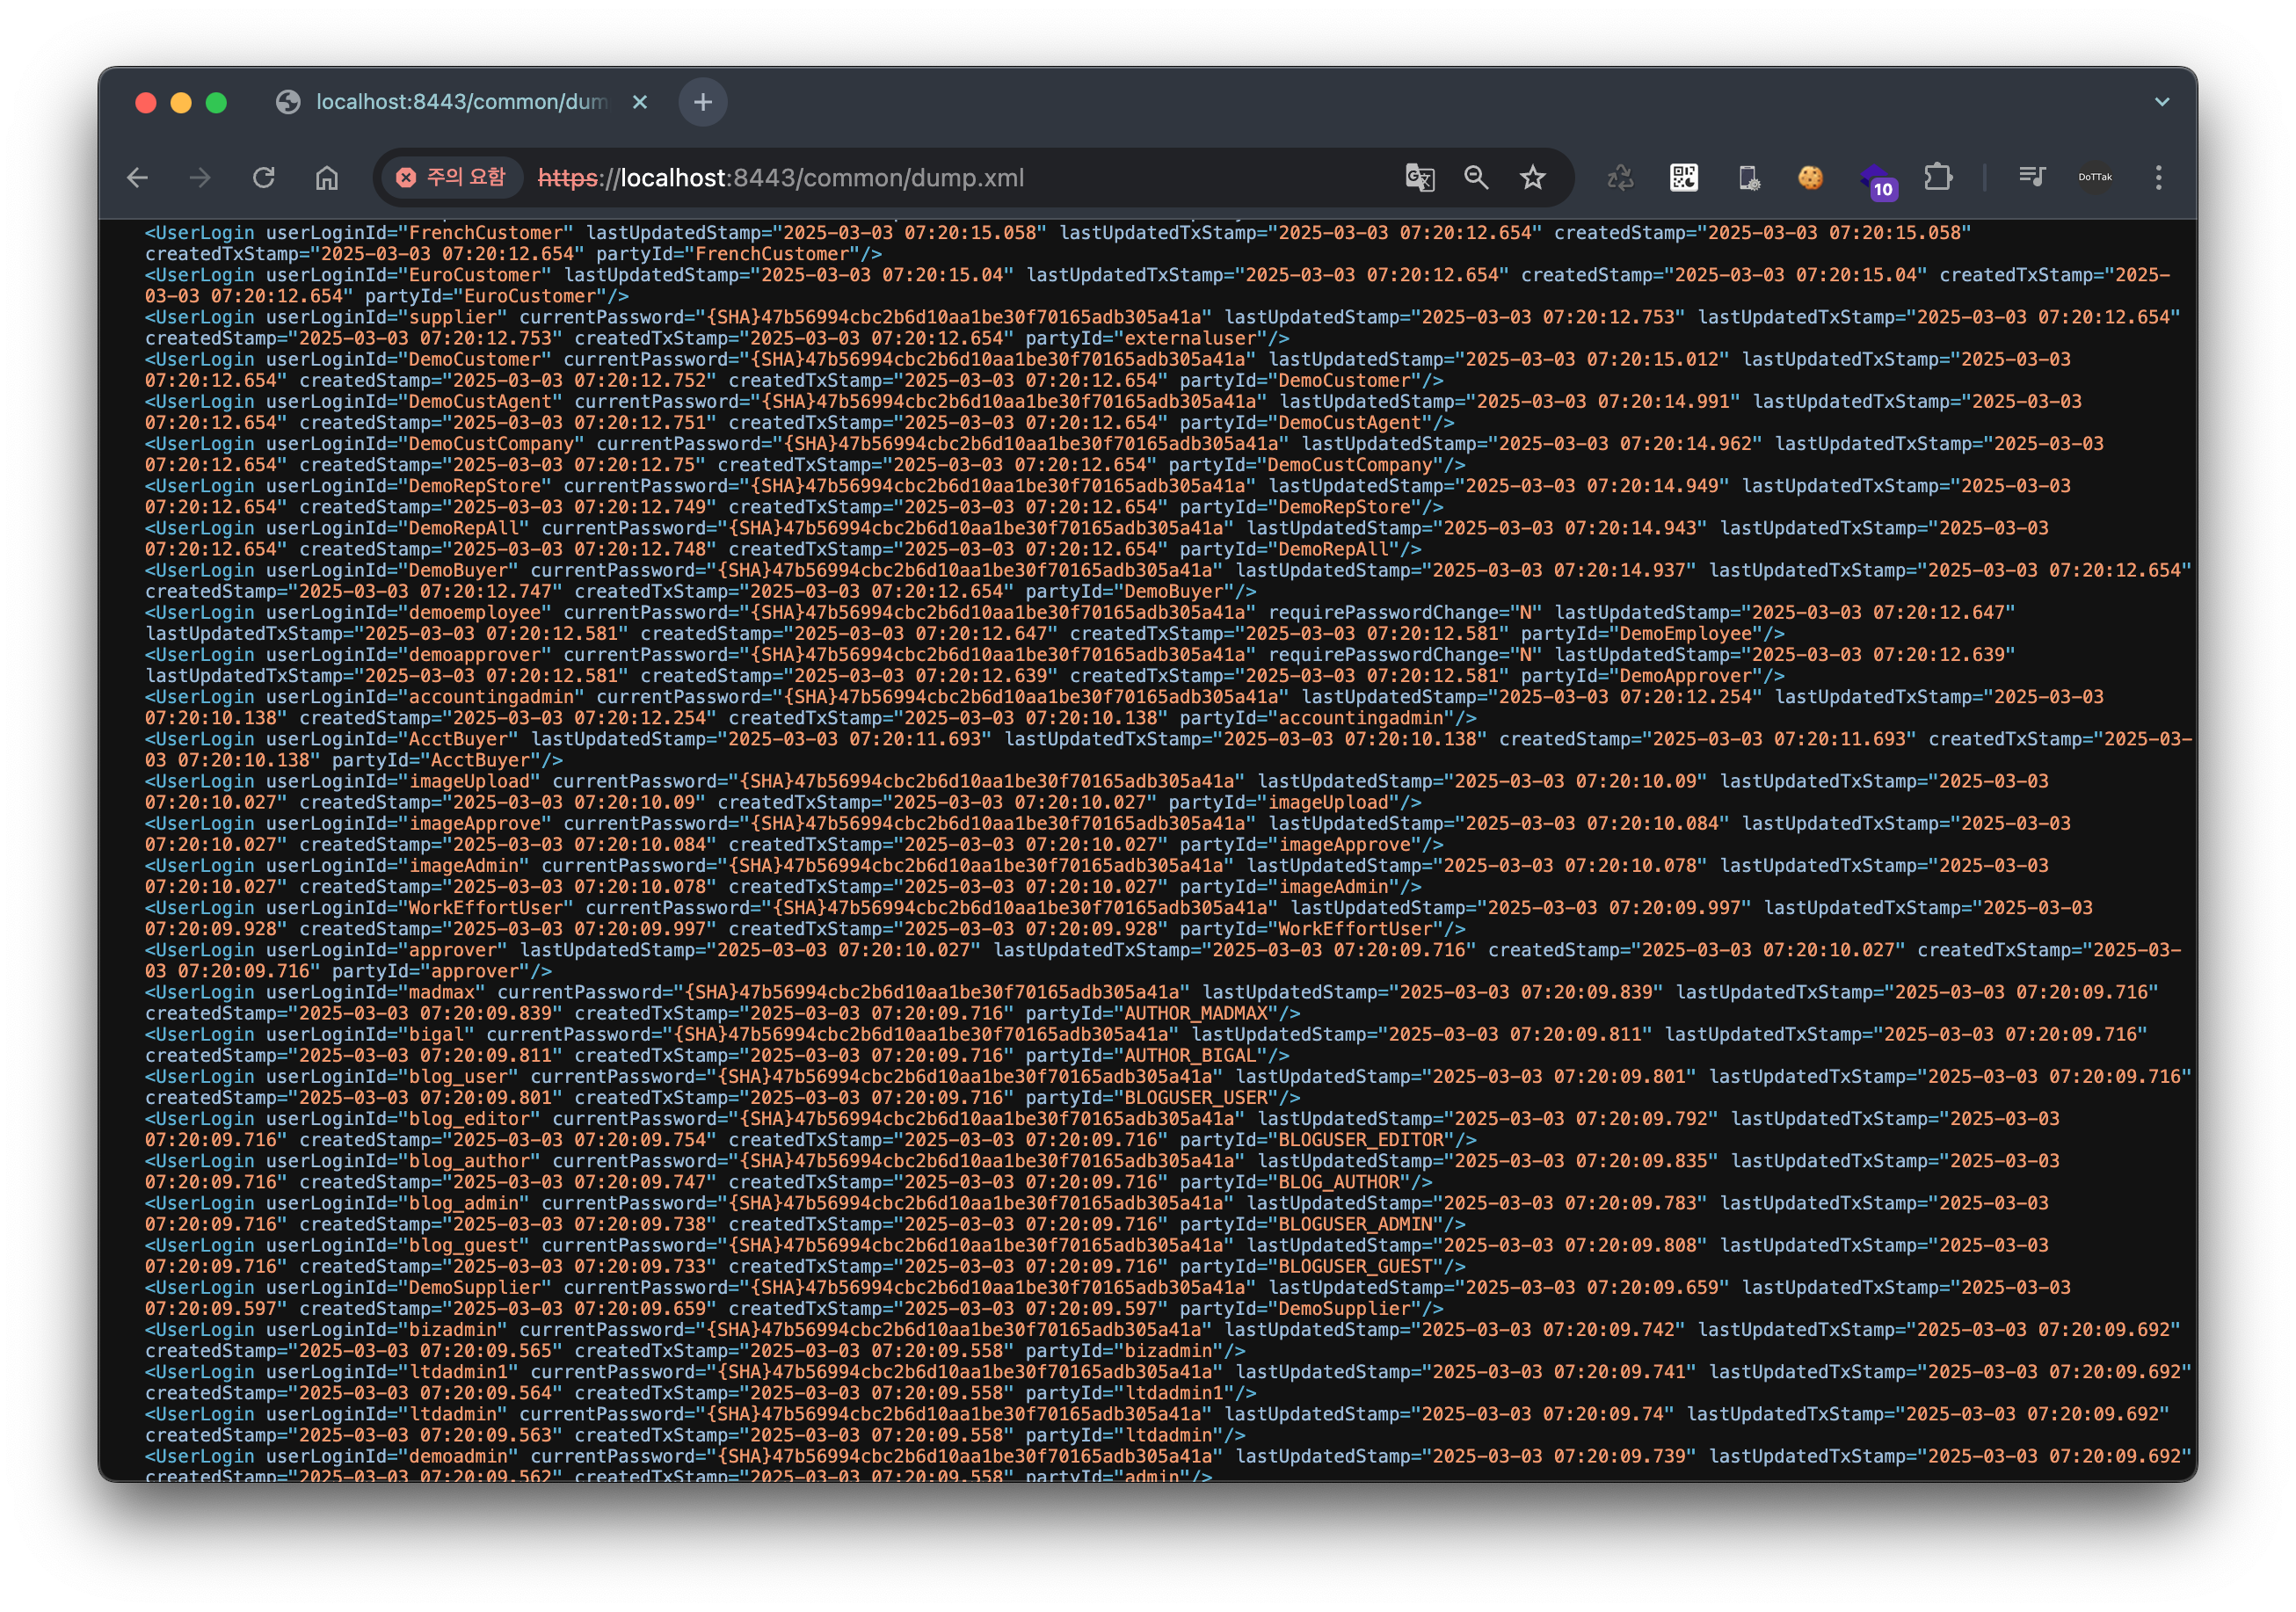 localhost:8443/common/dum
주의 요함 https://localhost:8443/common/dump.xml
10
DoTTak
<UserLogin userLoginId="FrenchCustomer" lastUpdatedStamp="2025-03-03 07:20:15.058" lastUpdatedTxStamp="2025-03-03 07:20:12.654" createdStamp="2025-03-03 07:20:15.058"
createdTxStamp="2025-03-03 07:20:12.654" partyId="FrenchCustomer"/>
<UserLogin userLoginId="EuroCustomer" lastUpdatedStamp="2025-03-03 07:20:15.04" lastUpdatedTxStamp="2025-03-03 07:20:12.654" createdStamp="2025-03-03 07:20:15.04" createdTxStamp="2025-
03-03 07:20:12.654" partyId="EuroCustomer"/>
<UserLogin userLoginId="supplier" currentPassword="{SHA}47b56994cbc2b6d10aa1be30f70165adb305a41a" lastUpdatedStamp="2025-03-03 07:20:12.753" lastUpdatedTxStamp="2025-03-03 07:20:12.654"
createdStamp="2025-03-03 07:20:12.753" createdTxStamp="2025-03-03 07:20:12.654" partyId="externaluser"/>
<UserLogin userLoginId="DemoCustomer" currentPassword="{SHA}47b56994cbc2b6d10aa1be30f70165adb305a41a" lastUpdatedStamp="2025-03-03 07:20:15.012" lastUpdatedTxStamp="2025-03-03
07:20:12.654" createdStamp="2025-03-03 07:20:12.752" createdTxStamp="2025-03-03 07:20:12.654" partyId="DemoCustomer"/>
<UserLogin userLoginId="DemoCustAgent" currentPassword="{SHA}47b56994cbc2b6d10aa1be30f70165adb305a41a" lastUpdatedStamp="2025-03-03 07:20:14.991" lastUpdatedTxStamp="2025-03-03
07:20:12.654" createdStamp="2025-03-03 07:20:12.751" createdTxStamp="2025-03-03 07:20:12.654" partyId="DemoCustAgent"/>
<UserLogin userLoginId="DemoCustCompany" currentPassword="{SHA}47b56994cbc2b6d10aa1be30f70165adb305a41a" lastUpdatedStamp="2025-03-03 07:20:14.962" lastUpdatedTxStamp="2025-03-03
07:20:12.654" createdStamp="2025-03-03 07:20:12.75" createdTxStamp="2025-03-03 07:20:12.654" partyId="DemoCustCompany"/>
<UserLogin userLoginId="DemoRepStore" currentPassword="{SHA}47b56994cbc2b6d10aa1be30f70165adb305a41a" lastUpdatedStamp="2025-03-03 07:20:14.949" lastUpdatedTxStamp="2025-03-03
07:20:12.654" createdStamp="2025-03-03 07:20:12.749" createdTxStamp="2025-03-03 07:20:12.654" partyId="DemoRepStore"/>
<UserLogin userLoginId="DemoRepAll" currentPassword="{SHA}47b56994cbc2b6d10aa1be30f70165adb305a41a" lastUpdatedStamp="2025-03-03 07:20:14.943" lastUpdatedTxStamp="2025-03-03
07:20:12.654" createdStamp="2025-03-03 07:20:12.748" createdTxStamp="2025-03-03 07:20:12.654" partyId="DemoRepAll"/>
<UserLogin userLoginId="DemoBuyer" currentPassword="{SHA}47b56994cbc2b6d10aa1be30f70165adb305a41a" lastUpdatedStamp="2025-03-03 07:20:14.937" lastUpdatedTxStamp="2025-03-03 07:20:12.654"
createdStamp="2025-03-03 07:20:12.747" createdTxStamp="2025-03-03 07:20:12.654" partyId="DemoBuyer"/>
<UserLogin userLoginId="demoemployee" currentPassword="{SHA}47b56994cbc2b6d10aa1be30f70165adb305a41a" requirePasswordChange="N" lastUpdatedStamp="2025-03-03 07:20:12.647"
lastUpdatedTxStamp="2025-03-03 07:20:12.581" createdStamp="2025-03-03 07:20:12.647" createdTxStamp="2025-03-03 07:20:12.581" partyId="DemoEmployee"/>
<UserLogin userLoginId="demoapprover" currentPassword="{SHA}47b56994cbc2b6d10aa1be30f70165adb305a41a" requirePasswordChange="N" lastUpdatedStamp="2025-03-03 07:20:12.639"
lastUpdatedTxStamp="2025-03-03 07:20:12.581" createdStamp="2025-03-03 07:20:12.639" createdTxStamp="2025-03-03 07:20:12.581" partyId="DemoApprover"/>
<UserLogin userLoginId="accountingadmin" currentPassword="{SHA}47b56994cbc2b6d10aa1be30f70165adb305a41a" lastUpdatedStamp="2025-03-03 07:20:12.254" lastUpdatedTxStamp="2025-03-03
07:20:10.138" createdStamp="2025-03-03 07:20:12.254" createdTxStamp="2025-03-03 07:20:10.138" partyId="accountingadmin"/>
<UserLogin userLoginId="AcctBuyer" lastUpdatedStamp="2025-03-03 07:20:11.693" lastUpdatedTxStamp="2025-03-03 07:20:10.138" createdStamp="2025-03-03 07:20:11.693" createdTxStamp="2025-03-
03 07:20:10.138" partyId="AcctBuyer"/>
<UserLogin userLoginId="imageUpload" currentPassword="{SHA}47b56994cbc2b6d10aa1be30f70165adb305a41a" lastUpdatedStamp="2025-03-03 07:20:10.09" lastUpdatedTxStamp="2025-03-03
07:20:10.027" createdStamp="2025-03-03 07:20:10.09" createdTxStamp="2025-03-03 07:20:10.027" partyId="imageUpload"/>
<UserLogin userLoginId="imageApprove" currentPassword="{SHA}47b56994cbc2b6d10aa1be30f70165adb305a41a" lastUpdatedStamp="2025-03-03 07:20:10.084" lastUpdatedTxStamp="2025-03-03
07:20:10.027" createdStamp="2025-03-03 07:20:10.084" createdTxStamp="2025-03-03 07:20:10.027" partyId="imageApprove"/>
<UserLogin userLoginId="imageAdmin" currentPassword="{SHA}47b56994cbc2b6d10aa1be30f70165adb305a41a" lastUpdatedStamp="2025-03-03 07:20:10.078" lastUpdatedTxStamp="2025-03-03
07:20:10.027" createdStamp="2025-03-03 07:20:10.078" createdTxStamp="2025-03-03 07:20:10.027" partyId="imageAdmin"/>
<UserLogin userLoginId="WorkEffortUser" currentPassword="{SHA}47b56994cbc2b6d10aa1be30f70165adb305a41a" lastUpdatedStamp="2025-03-03 07:20:09.997" lastUpdatedTxStamp="2025-03-03
07:20:09.928" createdStamp="2025-03-03 07:20:09.997" createdTxStamp="2025-03-03 07:20:09.928" partyId="WorkEffortUser"/>
<UserLogin userLoginId="approver" lastUpdatedStamp="2025-03-03 07:20:10.027" lastUpdatedTxStamp="2025-03-03 07:20:09.716" createdStamp="2025-03-03 07:20:10.027" createdTxStamp="2025-03-
03 07:20:09.716" partyId="approver"/>
<UserLogin userLoginId="madmax" currentPassword="{SHA}47b56994cbc2b6d10aa1be30f70165adb305a41a" lastUpdatedStamp="2025-03-03 07:20:09.839" lastUpdatedTxStamp="2025-03-03 07:20:09.716"
createdStamp="2025-03-03 07:20:09.839" createdTxStamp="2025-03-03 07:20:09.716" partyId="AUTHOR_MADMAX"/>
<UserLogin userLoginId="bigal" currentPassword="{SHA}47b56994cbc2b6d10aa1be30f70165adb305a41a" lastUpdatedStamp="2025-03-03 07:20:09.811" lastUpdatedTxStamp="2025-03-03 07:20:09.716"
createdStamp="2025-03-03 07:20:09.811" createdTxStamp="2025-03-03 07:20:09.716" partyId="AUTHOR_BIGAL"/>
<UserLogin userLoginId="blog_user" currentPassword="{SHA}47b56994cbc2b6d10aa1be30f70165adb305a41a" lastUpdatedStamp="2025-03-03 07:20:09.801" lastUpdatedTxStamp="2025-03-03 07:20:09.716"
createdStamp="2025-03-03 07:20:09.801" createdTxStamp="2025-03-03 07:20:09.716" partyId="BLOGUSER_USER"/>
<UserLogin userLoginId="blog_editor" currentPassword="{SHA}47b56994cbc2b6d10aa1be30f70165adb305a41a" lastUpdatedStamp="2025-03-03 07:20:09.792" lastUpdatedTxStamp="2025-03-03
07:20:09.716" createdStamp="2025-03-03 07:20:09.754" createdTxStamp="2025-03-03 07:20:09.716" partyId="BLOGUSER_EDITOR"/>
<UserLogin userLoginId="blog_author" currentPassword="{SHA}47b56994cbc2b6d10aa1be30f70165adb305a41a" lastUpdatedStamp="2025-03-03 07:20:09.835" lastUpdatedTxStamp="2025-03-03
07:20:09.716" createdStamp="2025-03-03 07:20:09.747" createdTxStamp="2025-03-03 07:20:09.716" partyId="BLOG_AUTHOR"/>
<UserLogin userLoginId="blog_admin" currentPassword="{SHA}47b56994cbc2b6d10aa1be30f70165adb305a41a" lastUpdatedStamp="2025-03-03 07:20:09.783" lastUpdatedTxStamp="2025-03-03
07:20:09.716" createdStamp="2025-03-03 07:20:09.738" createdTxStamp="2025-03-03 07:20:09.716" partyId="BLOGUSER_ADMIN"/>
<UserLogin userLoginId="blog_guest" currentPassword="{SHA}47b56994cbc2b6d10aa1be30f70165adb305a41a" lastUpdatedStamp="2025-03-03 07:20:09.808" lastUpdatedTxStamp="2025-03-03
07:20:09.716" createdStamp="2025-03-03 07:20:09.733" createdTxStamp="2025-03-03 07:20:09.716" partyId="BLOGUSER_GUEST"/>
<UserLogin userLoginId="DemoSupplier" currentPassword="{SHA}47b56994cbc2b6d10aa1be30f70165adb305a41a" lastUpdatedStamp="2025-03-03 07:20:09.659" lastUpdatedTxStamp="2025-03-03
07:20:09.597" createdStamp="2025-03-03 07:20:09.659" createdTxStamp="2025-03-03 07:20:09.597" partyId="DemoSupplier"/>
<UserLogin userLoginId="bizadmin" currentPassword="{SHA}47b56994cbc2b6d10aa1be30f70165adb305a41a" lastUpdatedStamp="2025-03-03 07:20:09.742" lastUpdatedTxStamp="2025-03-03 07:20:09.692"
createdStamp="2025-03-03 07:20:09.565" createdTxStamp="2025-03-03 07:20:09.558" partyId="bizadmin"/>
<UserLogin userLoginId="ltdadmin1" currentPassword="{SHA}47b56994cbc2b6d10aa1be30f70165adb305a41a" lastUpdatedStamp="2025-03-03 07:20:09.741" lastUpdatedTxStamp="2025-03-03 07:20:09.692"
createdStamp="2025-03-03 07:20:09.564" createdTxStamp="2025-03-03 07:20:09.558" partyId="ltdadmin1"/>
<UserLogin userLoginId="ltdadmin" currentPassword="{SHA}47b56994cbc2b6d10aa1be30f70165adb305a41a" lastUpdatedStamp="2025-03-03 07:20:09.74" lastUpdatedTxStamp="2025-03-03 07:20:09.692"
createdStamp="2025-03-03 07:20:09.563" createdTxStamp="2025-03-03 07:20:09.558" partyId="ltdadmin"/>
<UserLogin userLoginId="demoadmin" currentPassword="{SHA}47b56994cbc2b6d10aa1be30f70165adb305a41a" lastUpdatedStamp="2025-03-03 07:20:09.739" lastUpdatedTxStamp="2025-03-03 07:20:09.692"
createdStamp="2025-03-03 07:20:09.562" createdTxStamp="2025-03-03 07:20:09.558" partyId="admin"/>